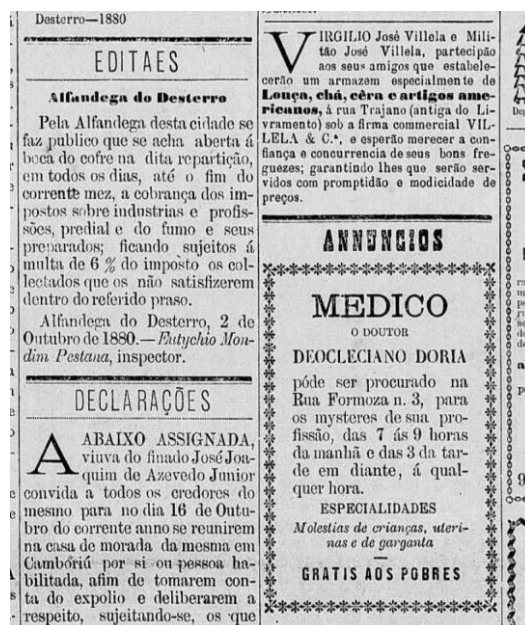 Desterro—1880
EDITAES
Alfandega do Desterro
Pela Alfandega desta cidade se
faz publico que se acha aberta á
boca do cofre na dita repartição,
em todos os dias, até o fim do
corrente mez, a cobrança dos im-
postos sobre industrias e profis-
sões, predial e do fumo e seus
preparados; ficando sujeitos á
multa de 6 % do imposto os col-
lectados que os não satisfizerem
dentro do referido praso.
Alfandega do Desterro, 2 de
Outubro de 1880.—Eutychio Mon-
dim Pestana, inspector.
DECLARAÇÕES
A ABAIXO ASSIGNADA,
viuva do finado José Joa-
quim de Azevedo Junior
convida a todos os credores do
mesmo para no dia 16 de Outu-
bro do corrente anno se reunirem
na casa de morada da mesma em
Camboriú por si ou pessoa ha-
bilitada, afim de tomarem con-
ta do expolio e deliberarem a
respeito, sujeitando-se, os que
VIRGILIO José Villela e Mili-
tão José Villela, partecipão
aos seus amigos que estabele-
cerão um armazem especialmente de
Louça, chá, cêra e artigos ame-
ricanos, á rua Trajano (antiga do Li-
vramento) sob a firma commercial VIL-
LELA & C.ª, e esperão merecer a con-
fiança e concurrencia de seus bons fre-
guezes; garantindo lhes que serão ser-
vidos com promptidão e modicidade de
preços.
ANNUNCIOS
MEDICO
O DOUTOR
DEOCLECIANO DORIA
póde ser procurado na
Rua Formoza n. 3, para
os mysteres de sua pro-
fissão, das 7 ás 9 horas
da manhã e das 3 da tar-
de em diante, á qual-
quer hora.
ESPECIALIDADES
Molestias de crianças, uteri-
nas e de garganta
GRATIS AOS POBRES